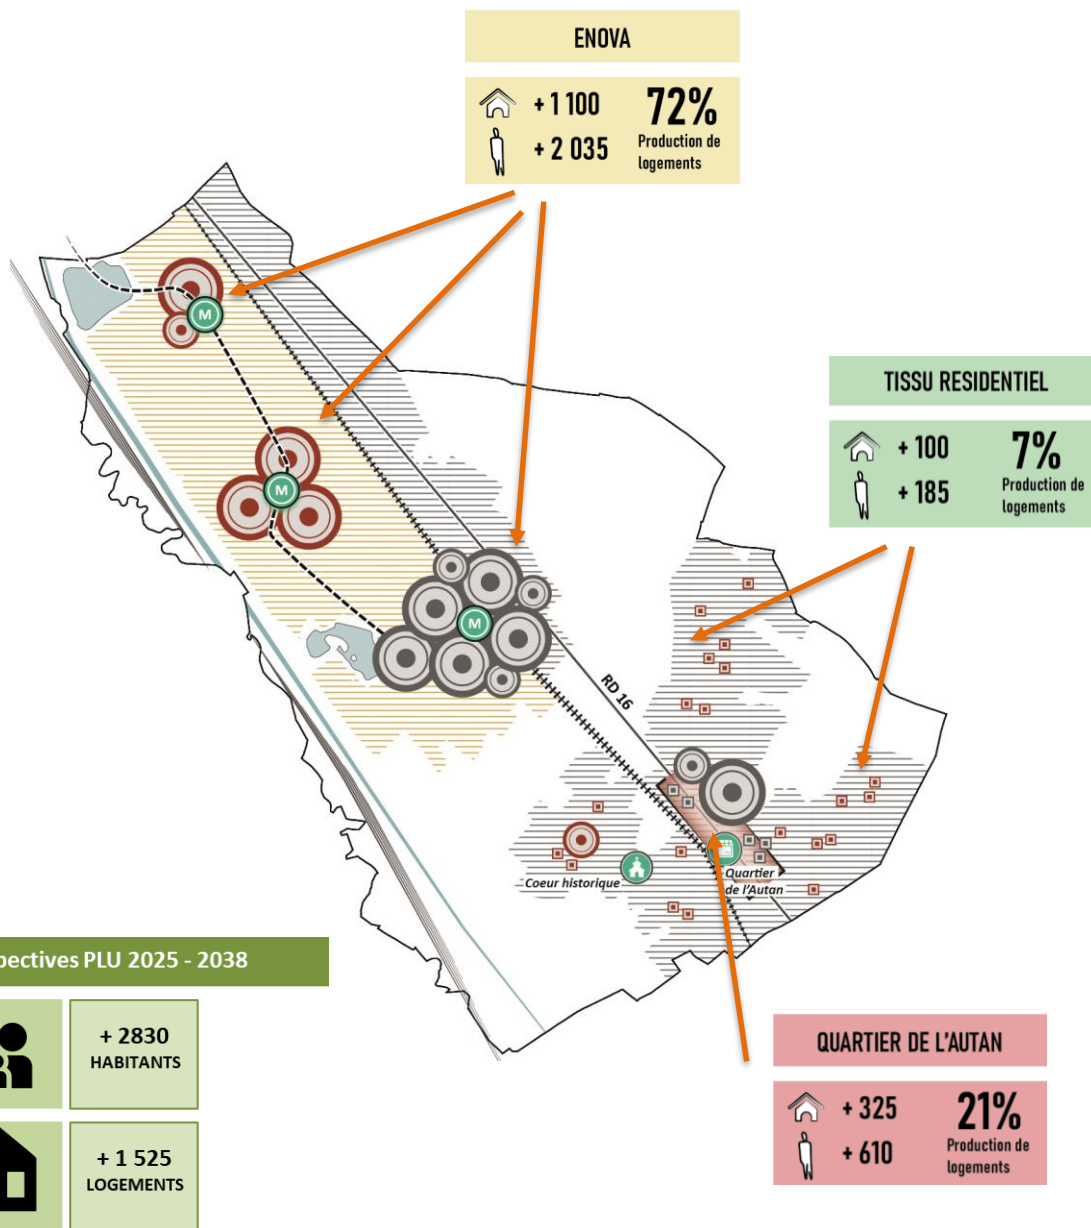 ENOVA
+ 1 100
72%
+ 2 035
Production de
logements
M
TISSU RESIDENTIEL
+ 100
7%
+ 185
Production de
logements
M
M
RD 16
Coeur historique
Quartier
de l'Autan
pectives PLU 2025 - 2038
+ 2830
HABITANTS
+ 1 525
LOGEMENTS
QUARTIER DE L'AUTAN
+ 325
21%
+ 610
Production de
logements